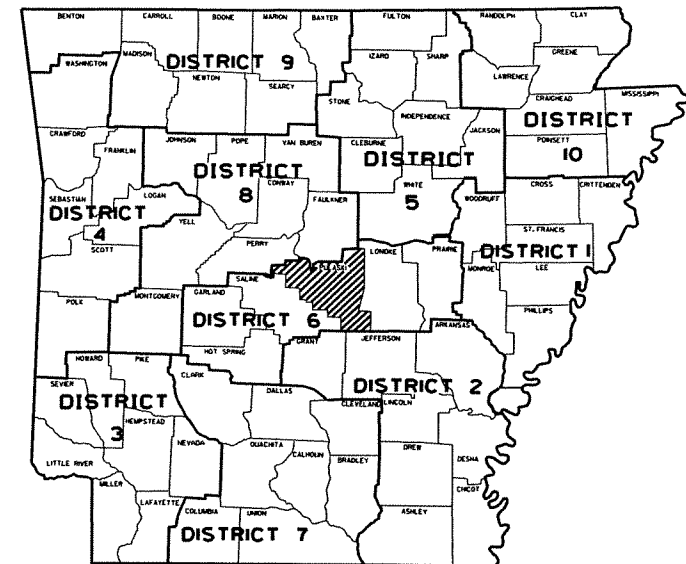 BENTON
CARROLL
BOONE
MARION
BAXTER
FULTON
RANDOLPH
CLAY
WASHINGTON
MADISON
DISTRICT 9
NEWTON
SEARCY
IZARD
SHARP
LAWRENCE
GREENE
STONE
INDEPENDENCE
CRAIGHEAD
MISSISSIPPI
DISTRICT
10
POINSETT
CRAWFORD
FRANKLIN
JOHNSON
POPE
VAN BUREN
CLEBURNE
JACKSON
DISTRICT
8
CONWAY
FAULKNER
DISTRICT
5
WHITE
WOODRUFF
CROSS
CRITTENDEN
SEBASTIAN
LOGAN
DISTRICT
4
SCOTT
YELL
PERRY
ST. FRANCIS
DISTRICT 1
LEE
MONROE
PHILLIPS
LONOKE
PRAIRIE
PULASKI
SALINE
GARLAND
POLK
MONTGOMERY
DISTRICT 6
HOT SPRING
GRANT
JEFFERSON
ARKANSAS
HOWARD
PIKE
SEVIER
CLARK
DALLAS
DISTRICT 2
CLEVELAND
LINCOLN
DISTRICT
3
HEMPSTEAD
NEVADA
OUACHITA
CALHOUN
BRADLEY
DREW
DESHA
CHICOT
LITTLE RIVER
MILLER
LAFAYETTE
COLUMBIA
UNION
ASHLEY
DISTRICT 7